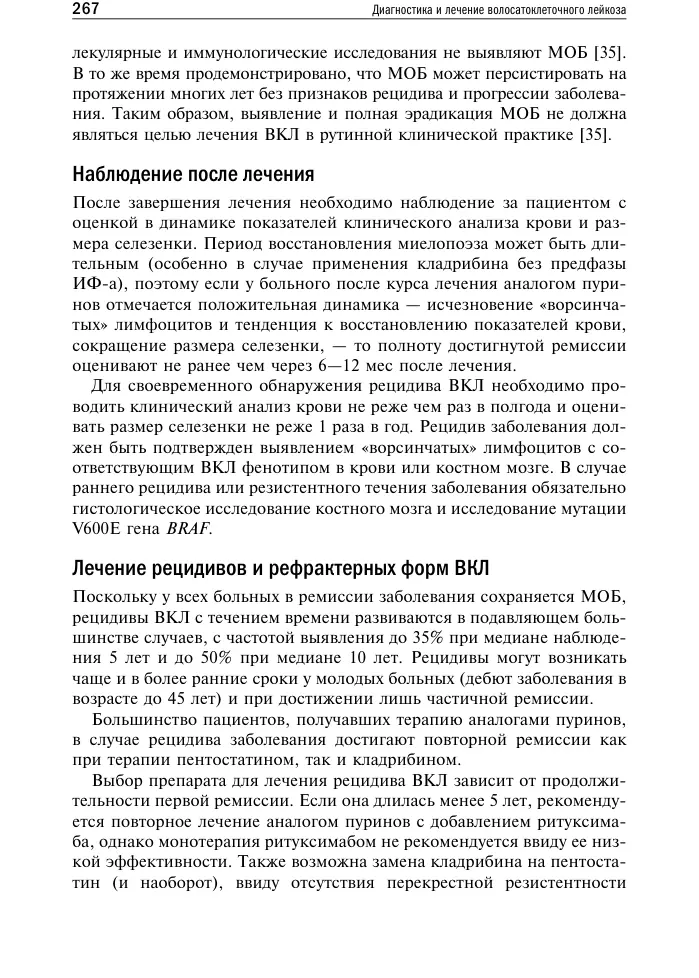 267
Диагностика и лечение волосатоклеточного лейкоза
лекулярные и иммунологические исследования не выявляют МОБ [35].
В то же время продемонстрировано, что МОБ может персистировать на
протяжении многих лет без признаков рецидива и прогрессии заболева-
ния. Таким образом, выявление и полная эрадикация МОБ не должна
являться целью лечения ВКЛ в рутинной клинической практике [35].
Наблюдение после лечения
После завершения лечения необходимо наблюдение за пациентом с
оценкой в динамике показателей клинического анализа крови и раз-
мера селезенки. Период восстановления миелопоэза может быть дли-
тельным (особенно в случае применения кладрибина без предфазы
ИФ-а), поэтому если у больного после курса лечения аналогом пури-
нов отмечается положительная динамика — исчезновение «ворсинча-
тых» лимфоцитов и тенденция к восстановлению показателей крови,
сокращение размера селезенки, — то полноту достигнутой ремиссии
оценивают не ранее чем через 6—12 мес после лечения.
Для своевременного обнаружения рецидива ВКЛ необходимо про-
водить клинический анализ крови не реже чем раз в полгода и оцени-
вать размер селезенки не реже 1 раза в год. Рецидив заболевания дол-
жен быть подтвержден выявлением «ворсинчатых» лимфоцитов с со-
ответствующим ВКЛ фенотипом в крови или костном мозге. В случае
раннего рецидива или резистентного течения заболевания обязательно
гистологическое исследование костного мозга и исследование мутации
V600E гена BRAF.
Лечение рецидивов и рефрактерных форм ВКЛ
Поскольку у всех больных в ремиссии заболевания сохраняется МОБ,
рецидивы ВКЛ с течением времени развиваются в подавляющем боль-
шинстве случаев, с частотой выявления до 35% при медиане наблюде-
ния 5 лет и до 50% при медиане 10 лет. Рецидивы могут возникать
чаще и в более ранние сроки у молодых больных (дебют заболевания в
возрасте до 45 лет) и при достижении лишь частичной ремиссии.
Большинство пациентов, получавших терапию аналогами пуринов,
в случае рецидива заболевания достигают повторной ремиссии как
при терапии пентостатином, так и кладрибином.
Выбор препарата для лечения рецидива ВКЛ зависит от продолжи-
тельности первой ремиссии. Если она длилась менее 5 лет, рекоменду-
ется повторное лечение аналогом пуринов с добавлением ритуксима-
ба, однако монотерапия ритуксимабом не рекомендуется ввиду ее низ-
кой эффективности. Также возможна замена кладрибина на пентоста-
тин (и наоборот), ввиду отсутствия перекрестной резистентности